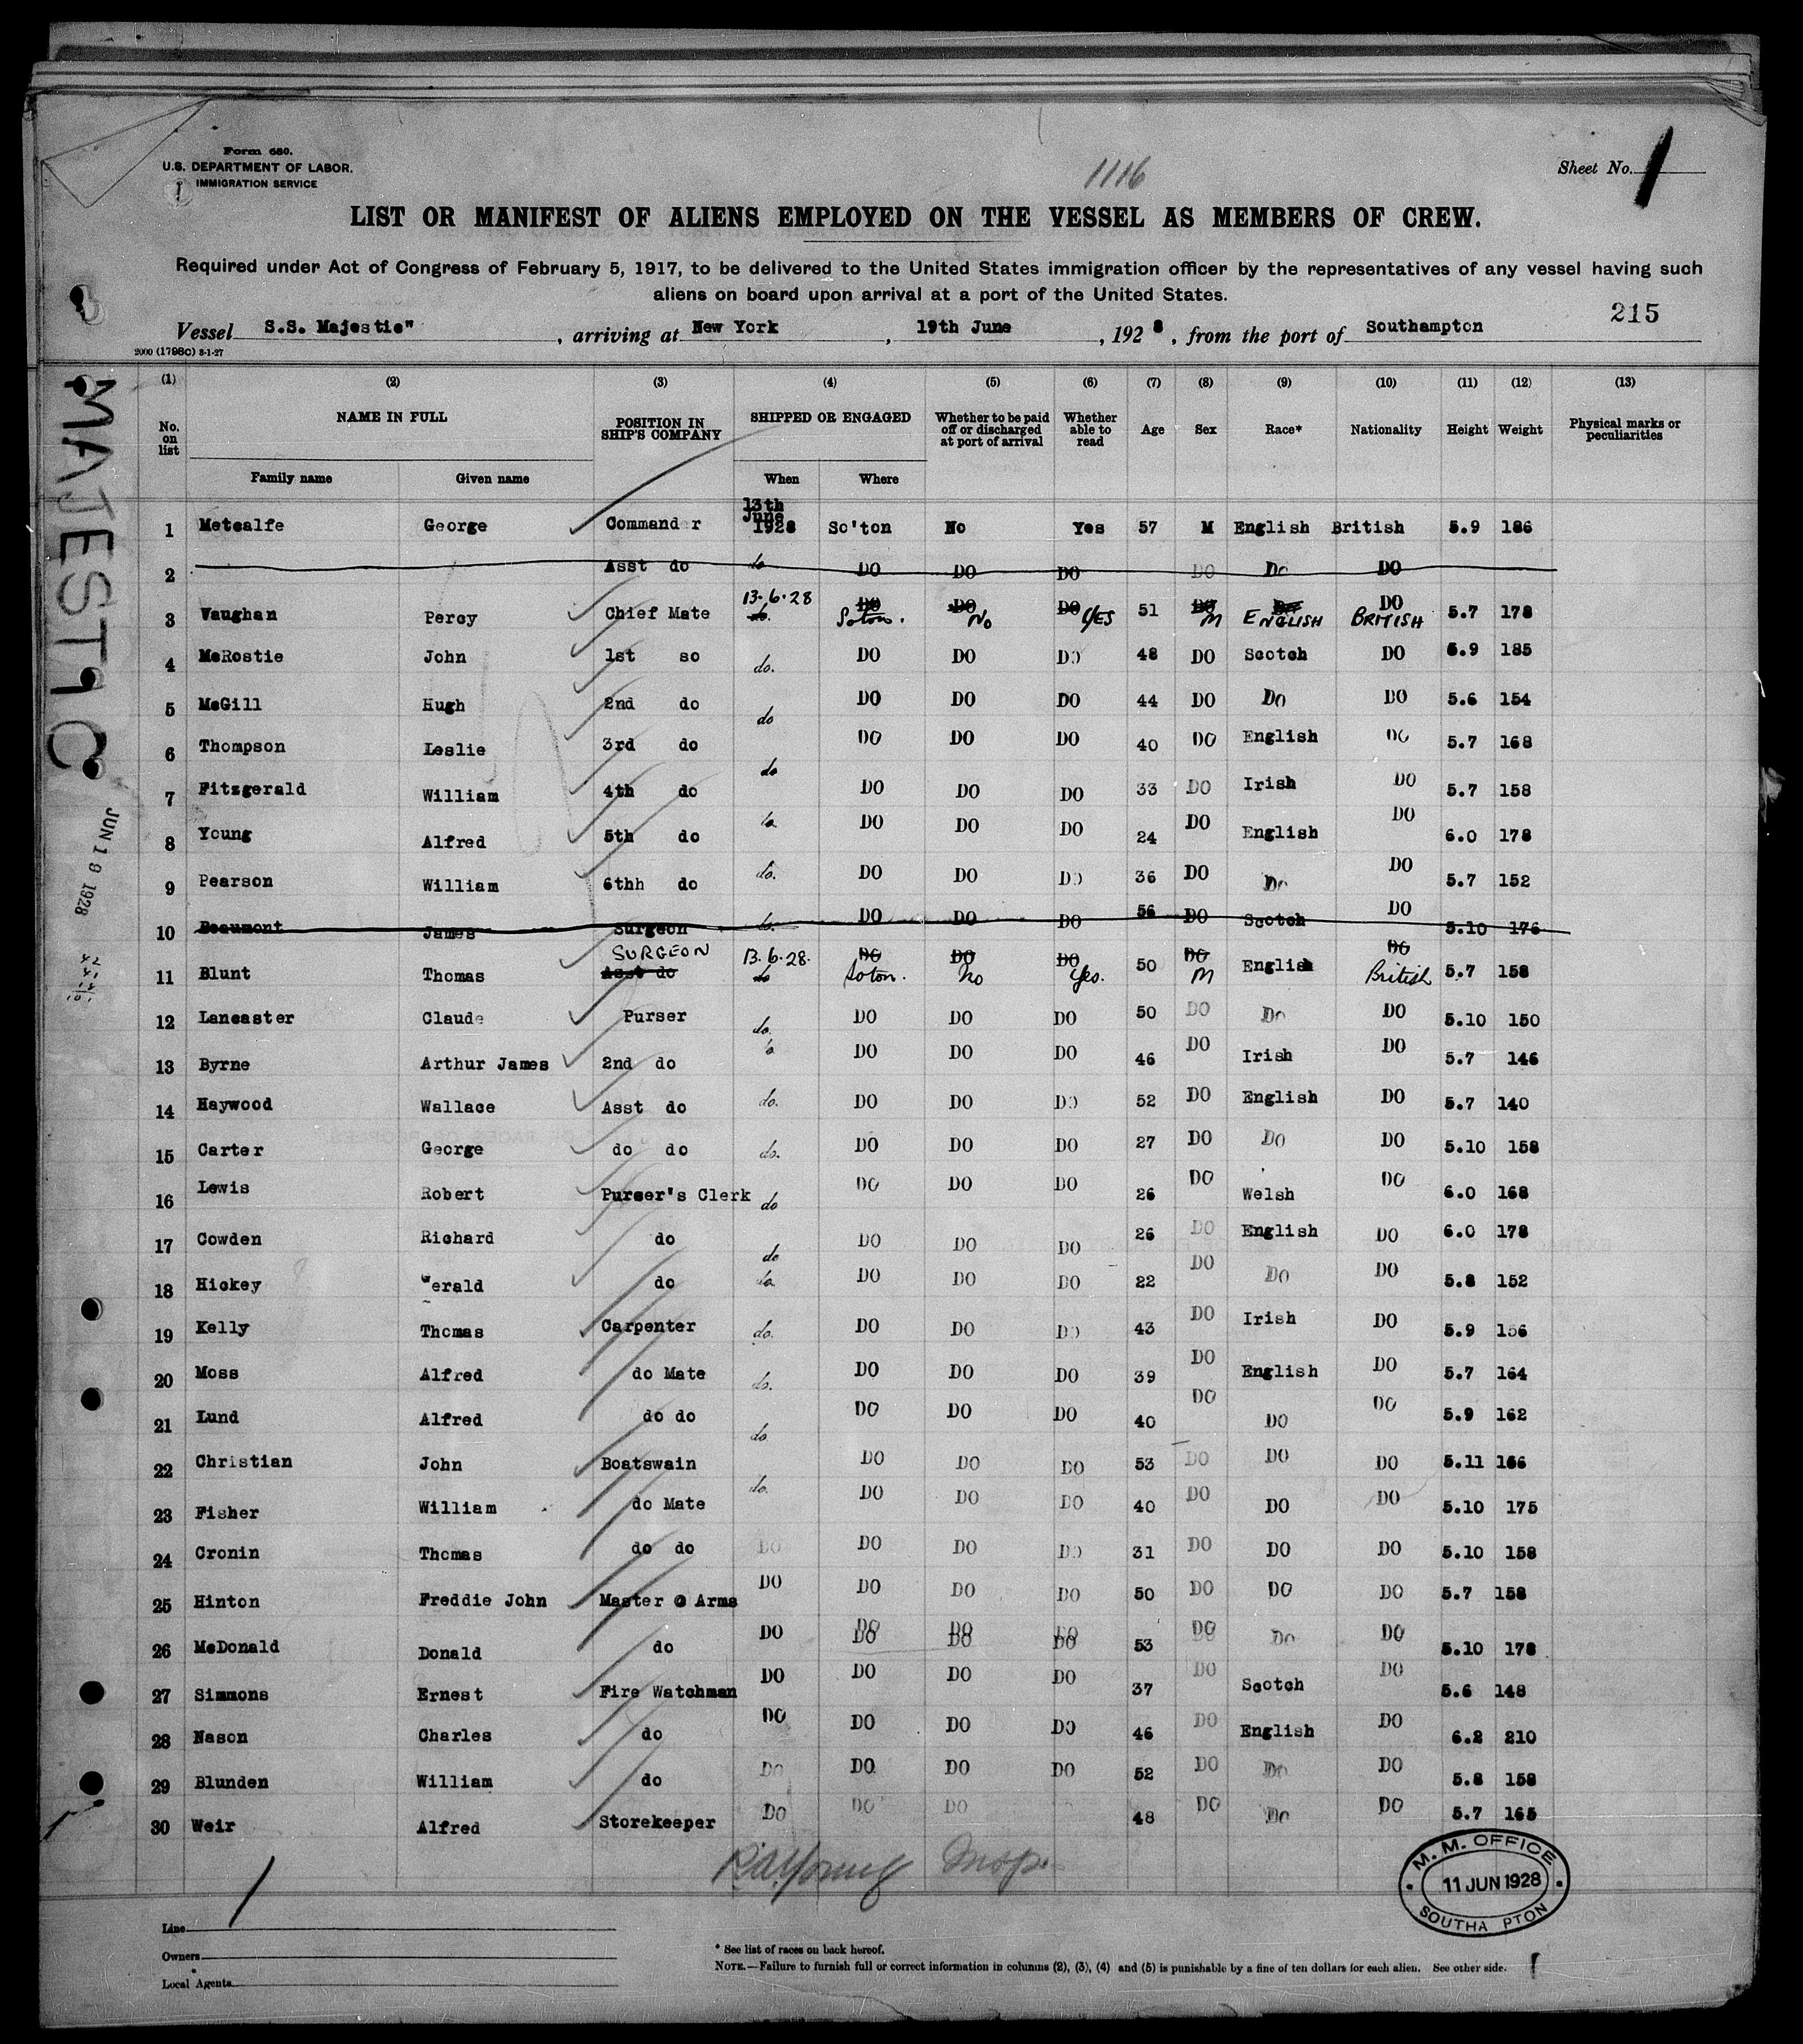 Form 680.
U.S. DEPARTMENT OF LABOR.
IMMIGRATION SERVICE
1116
Sheet No. 1
LIST OR MANIFEST OF ALIENS EMPLOYED ON THE VESSEL AS MEMBERS OF CREW.
Required under Act of Congress of February 5, 1917, to be delivered to the United States immigration officer by the representatives of any vessel having such
aliens on board upon arrival at a port of the United States.
215
Vessel S.S. Majestic", arriving at New York, 19th June, 1928, from the port of Southampton
2000 (1798C) 8-1-27
MAJESTIC
JUN 19 1928
(1) (2) (3) (4) (5) (6) (7) (8) (9) (10) (11) (12) (13)
No. on list NAME IN FULL POSITION IN SHIP'S COMPANY SHIPPED OR ENGAGED Whether to be paid off or discharged at port of arrival Whether able to read Age Sex Race* Nationality Height Weight Physical marks or peculiarities
Family name Given name When Where
1 Metcalfe George Commander 13th June 1928 So'ton No Yes 57 M English British 5.9 186
2 Asst do do DO DO DO DO Do DO
3 Vaughan Percy Chief Mate 13.6.28 do. DO Soton. DO No DO YES 51 DO M ENGLISH DO BRITISH 5.7 178
4 McRostie John 1st so do. DO DO DO 48 DO Scotch DO 5.9 185
5 McGill Hugh 2nd do do DO DO DO 44 DO Do DO 5.6 154
6 Thompson Leslie 3rd do do DO DO DO 40 DO English DO 5.7 168
7 Fitzgerald William 4th do do DO DO DO 33 DO Irish DO 5.7 158
8 Young Alfred 5th do do. DO DO DO 24 DO English DO 6.0 178
9 Pearson William 6thh do do. DO DO DO 36 DO Do DO 5.7 152
10 Beaumont James Surgeon do. DO DO DO 56 DO Scotch DO 5.10 176
11 Blunt Thomas SURGEON Asst do 13.6.28. do DO Soton. DO No DO Yes. 50 DO M English DO British 5.7 158
12 Lancaster Claude Purser do. DO DO DO 50 DO Do DO 5.10 150
13 Byrne Arthur James 2nd do do DO DO DO 46 DO Irish DO 5.7 146
14 Haywood Wallace Asst do do. DO DO DO 52 DO English DO 5.7 140
15 Carter George do do do. DO DO DO 27 DO Do DO 5.10 158
16 Lewis Robert Purser's Clerk do DO DO DO 26 DO Welsh DO 6.0 168
17 Cowden Richard do do DO DO DO 26 DO English DO 6.0 178
18 Hickey Gerald do do. DO DO DO 22 DO Do DO 5.8 152
19 Kelly Thomas Carpenter do. DO DO DO 43 DO Irish DO 5.9 156
20 Moss Alfred do Mate do. DO DO DO 39 DO English DO 5.7 164
21 Lund Alfred do do do DO DO DO 40 DO DO DO 5.9 162
22 Christian John Boatswain do. DO DO DO 53 DO DO DO 5.11 166
23 Fisher William do Mate DO DO DO 40 DO DO DO 5.10 175
24 Cronin Thomas do do DO DO DO DO 31 DO DO DO 5.10 158
25 Hinton Freddie John Master @ Arms DO DO DO DO 50 DO DO DO 5.7 158
26 McDonald Donald do DO DO DO DO 53 DO Do DO 5.10 178
27 Simmons Ernest Fire Watchman DO DO DO DO 37 DO Scotch DO 5.6 148
28 Nason Charles do DO DO DO DO 46 DO English DO 6.2 210
29 Blunden William do Do DO DO DO 52 DO Do DO 5.8 158
30 Weir Alfred Storekeeper Do DO DO 48 DO Do DO 5.7 165
R.A. Young Insp.
M. M. OFFICE
11 JUN 1928
SOUTHA PTON
Line
Owners
Local Agents
* See list of races on back hereof.
NOTE.—Failure to furnish full or correct information in columns (2), (3), (4) and (5) is punishable by a fine of ten dollars for each alien. See other side.